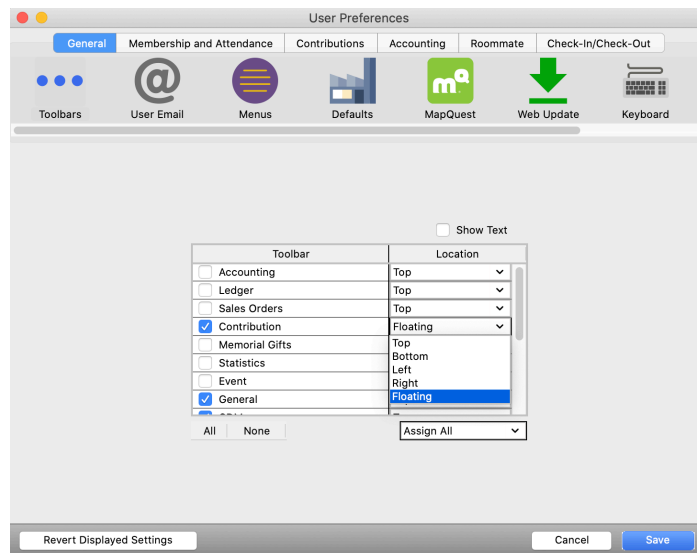 User Preferences
General Membership and Attendance Contributions Accounting Roommate Check-In/Check-Out
@ mQ
Toolbars User Email Menus Defaults MapQuest Web Update Keyboard
Show Text
Toolbar Location
Accounting Top
Ledger Top
Sales Orders Top
Contribution Floating
Memorial Gifts Top
Statistics Bottom
Event Left
General Right
Floating
All None Assign All
Revert Displayed Settings Cancel Save